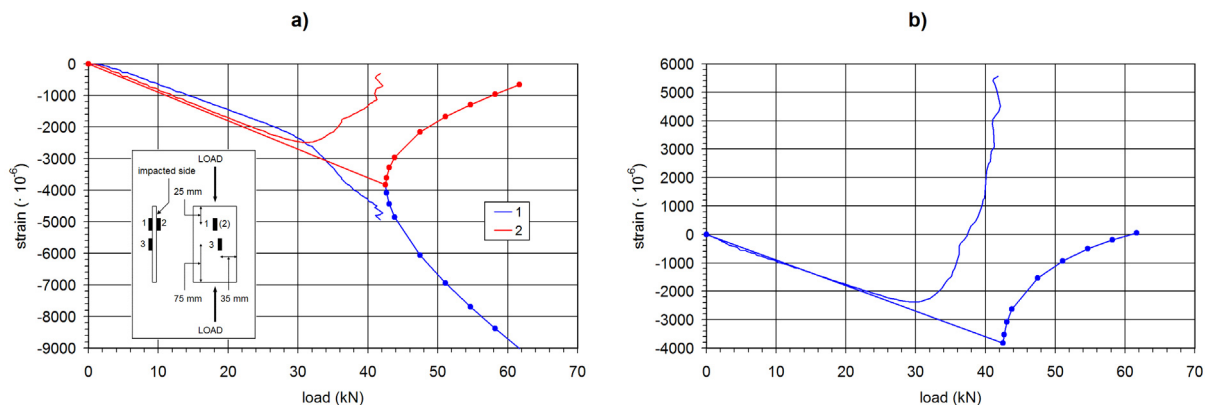 a)
0
-1000
-2000
-3000
-4000
-5000
-6000
-7000
-8000
-9000
strain (· 10⁻⁶)
0 10 20 30 40 50 60 70
load (kN)
LOAD
impacted side
25 mm
1 2
1 (2)
3 3
75 mm 35 mm
LOAD
1
2
b)
6000
5000
4000
3000
2000
1000
0
-1000
-2000
-3000
-4000
strain (· 10⁻⁶)
0 10 20 30 40 50 60 70
load (kN)